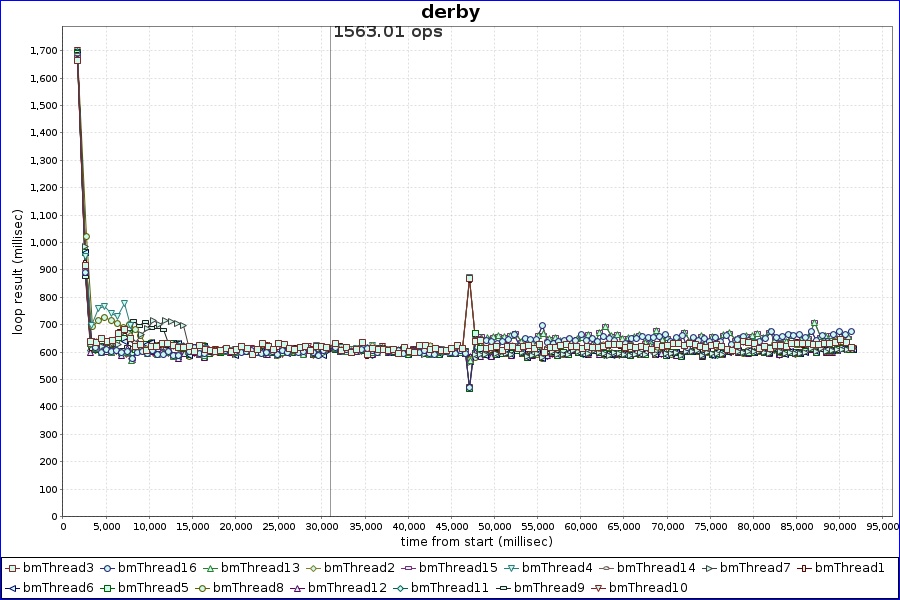 derby
1563.01 ops
loop result (millisec)
1,700
1,600
1,500
1,400
1,300
1,200
1,100
1,000
900
800
700
600
500
400
300
200
100
0
0 5,000 10,000 15,000 20,000 25,000 30,000 35,000 40,000 45,000 50,000 55,000 60,000 65,000 70,000 75,000 80,000 85,000 90,000 95,000
time from start (millisec)
bmThread3 bmThread16 bmThread13 bmThread2 bmThread15 bmThread4 bmThread14 bmThread7 bmThread1
bmThread6 bmThread5 bmThread8 bmThread12 bmThread11 bmThread9 bmThread10